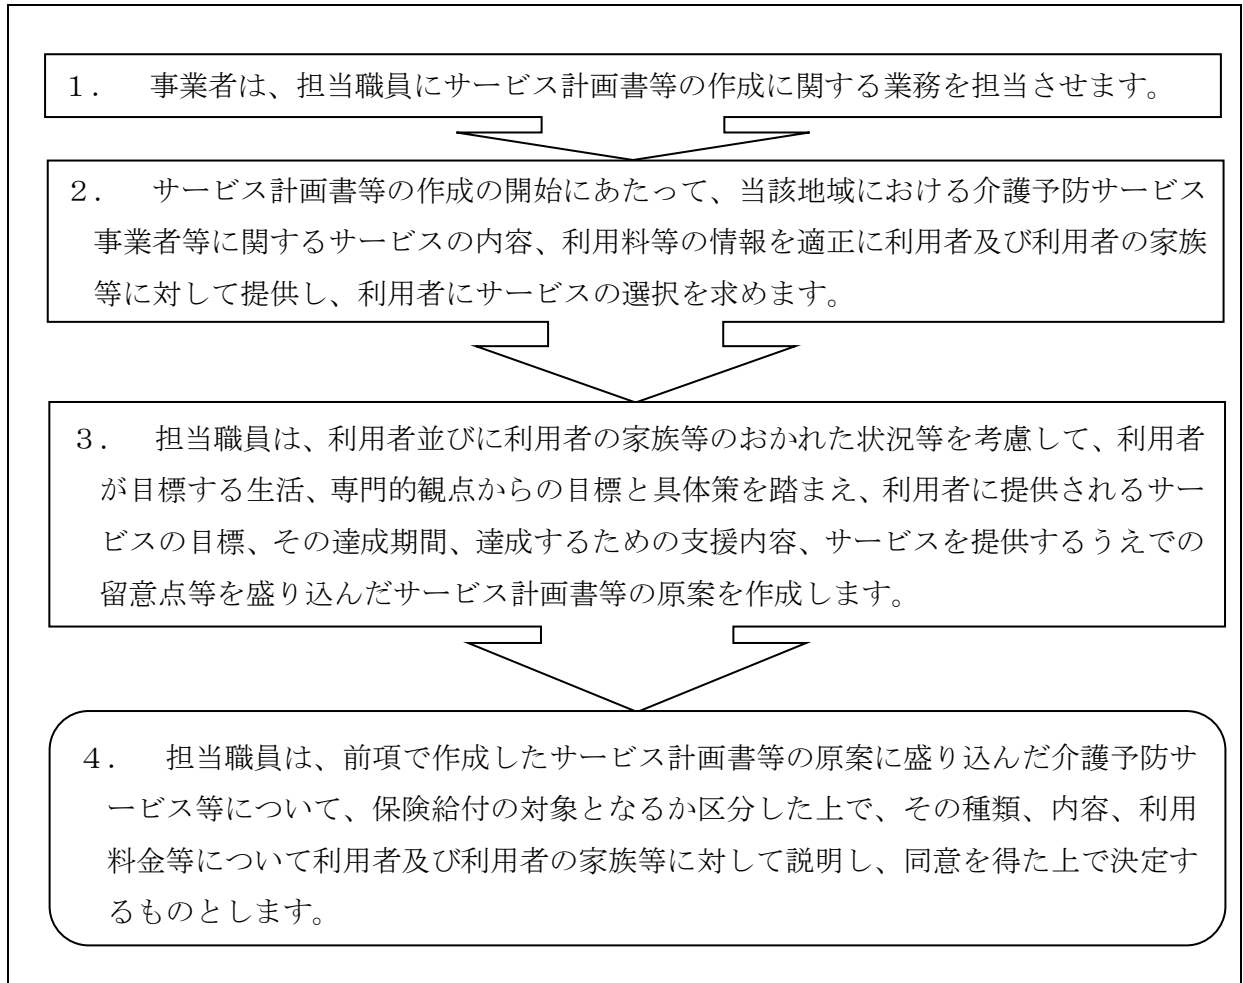 １．　事業者は、担当職員にサービス計画書等の作成に関する業務を担当させます。
２．　サービス計画書等の作成の開始にあたって、当該地域における介護予防サービス
事業者等に関するサービスの内容、利用料等の情報を適正に利用者及び利用者の家族
等に対して提供し、利用者にサービスの選択を求めます。
３．　担当職員は、利用者並びに利用者の家族等のおかれた状況等を考慮して、利用者
が目標する生活、専門的観点からの目標と具体策を踏まえ、利用者に提供されるサー
ビスの目標、その達成期間、達成するための支援内容、サービスを提供するうえでの
留意点等を盛り込んだサービス計画書等の原案を作成します。
４．　担当職員は、前項で作成したサービス計画書等の原案に盛り込んだ介護予防サ
ービス等について、保険給付の対象となるか区分した上で、その種類、内容、利用
料金等について利用者及び利用者の家族等に対して説明し、同意を得た上で決定す
るものとします。